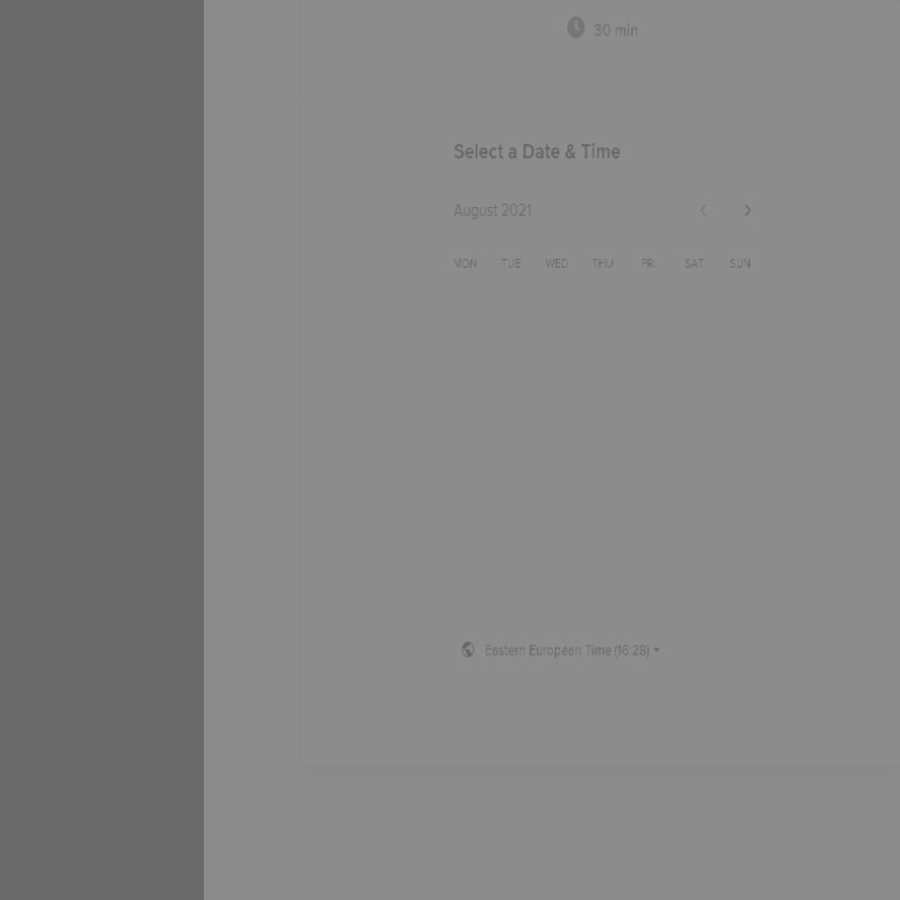 30 min
Select a Date & Time
August 2021
MON TUE WED THU FRI SAT SUN
Eastern European Time (16:28)